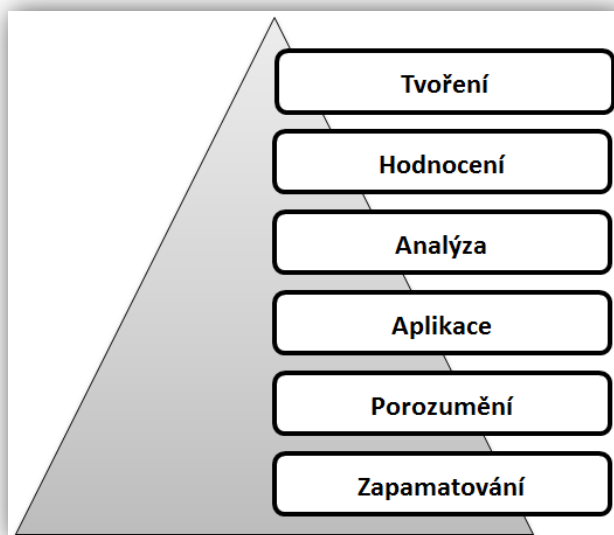 Tvoření
Hodnocení
Analýza
Aplikace
Porozumění
Zapamatování